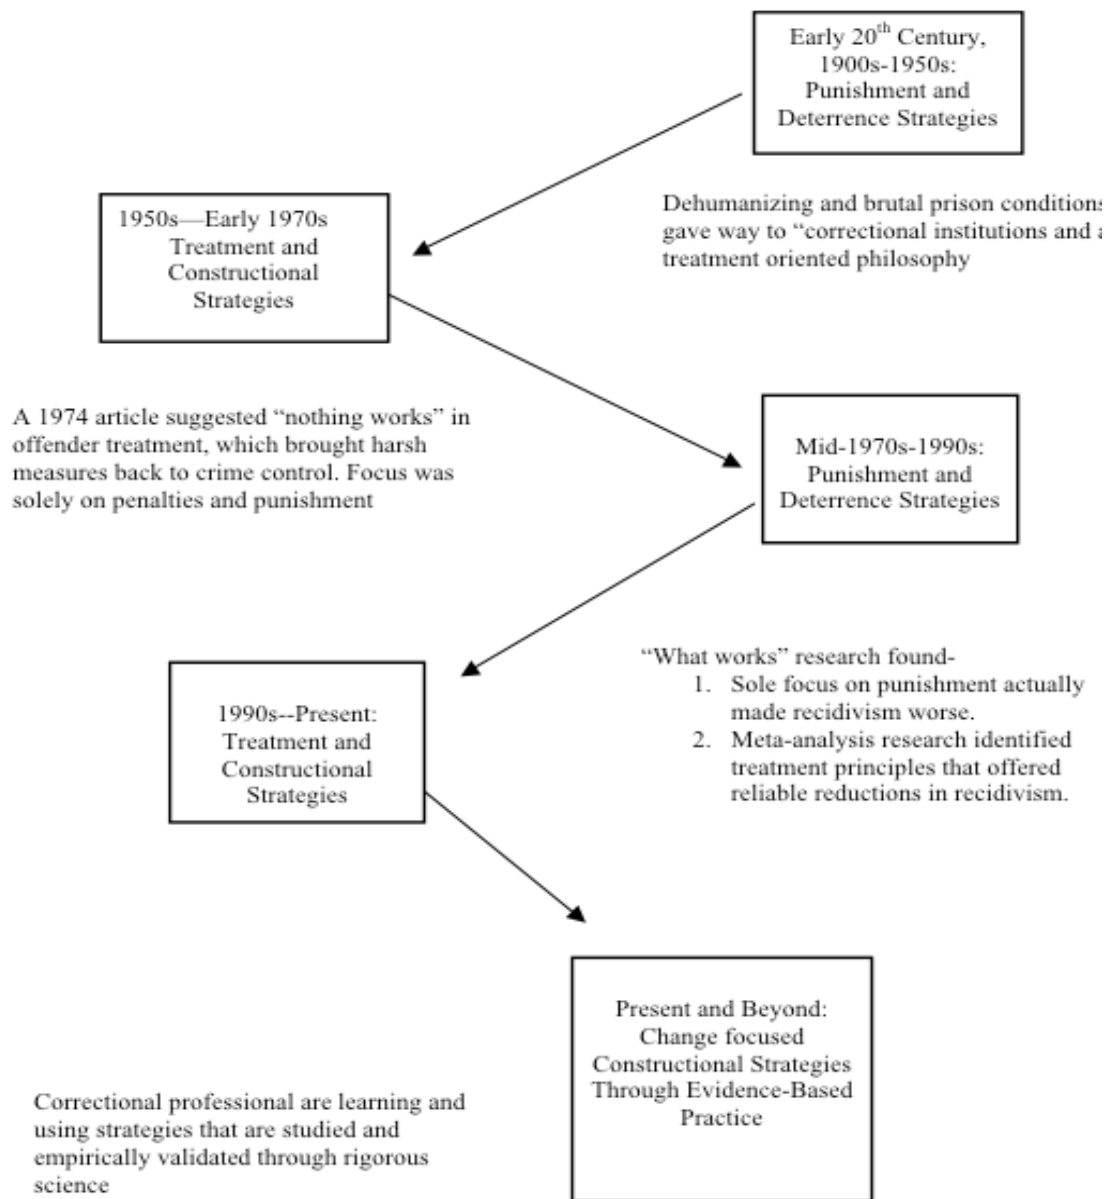 Early 20th Century,
1900s-1950s:
Punishment and
Deterrence Strategies
Dehumanizing and brutal prison conditions
gave way to “correctional institutions and a
treatment oriented philosophy
1950s—Early 1970s
Treatment and
Constructional
Strategies
A 1974 article suggested “nothing works” in
offender treatment, which brought harsh
measures back to crime control. Focus was
solely on penalties and punishment
Mid-1970s-1990s:
Punishment and
Deterrence Strategies
“What works” research found-
1. Sole focus on punishment actually
made recidivism worse.
2. Meta-analysis research identified
treatment principles that offered
reliable reductions in recidivism.
1990s--Present:
Treatment and
Constructional
Strategies
Present and Beyond:
Change focused
Constructional Strategies
Through Evidence-Based
Practice
Correctional professional are learning and
using strategies that are studied and
empirically validated through rigorous
science